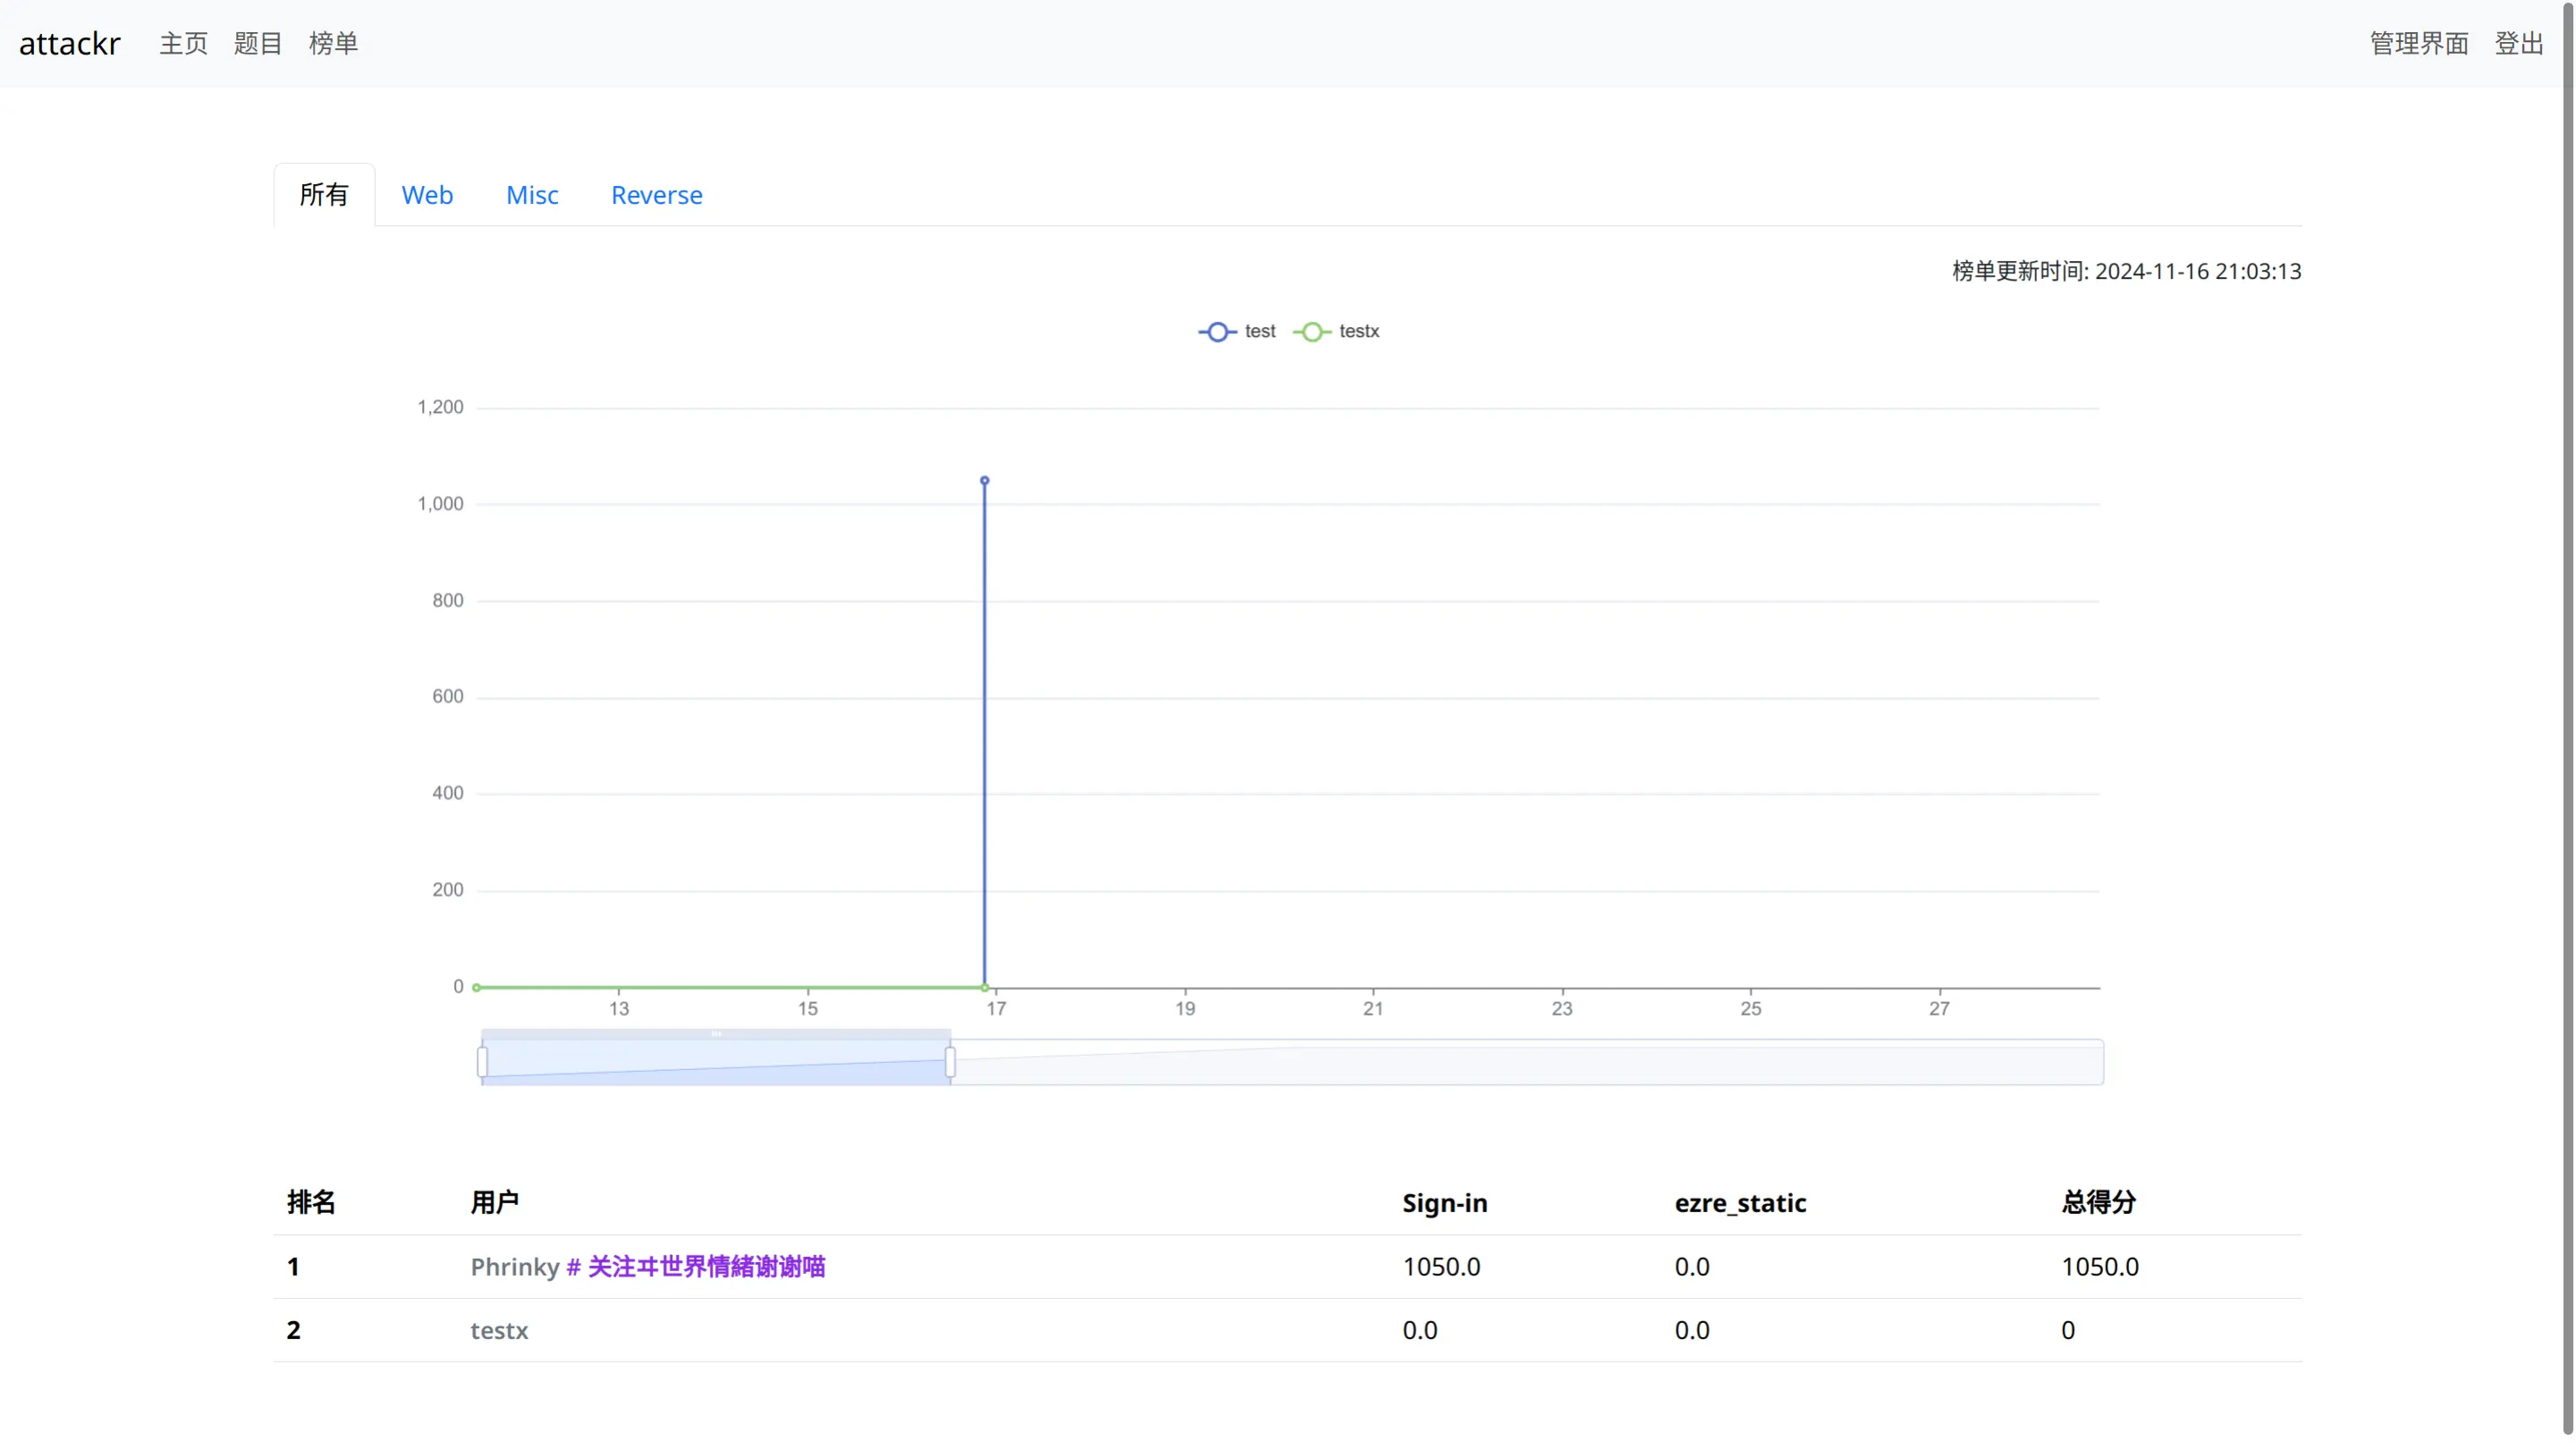 attackr 主页 题目 榜单 管理界面 登出
所有 Web Misc Reverse
榜单更新时间: 2024-11-16 21:03:13
test testx
1,200
1,000
800
600
400
200
0
13 15 17 19 21 23 25 27
排名 用户 Sign-in ezre_static 总得分
1 Phrinky # 关注ヰ世界情緒谢谢喵 1050.0 0.0 1050.0
2 testx 0.0 0.0 0